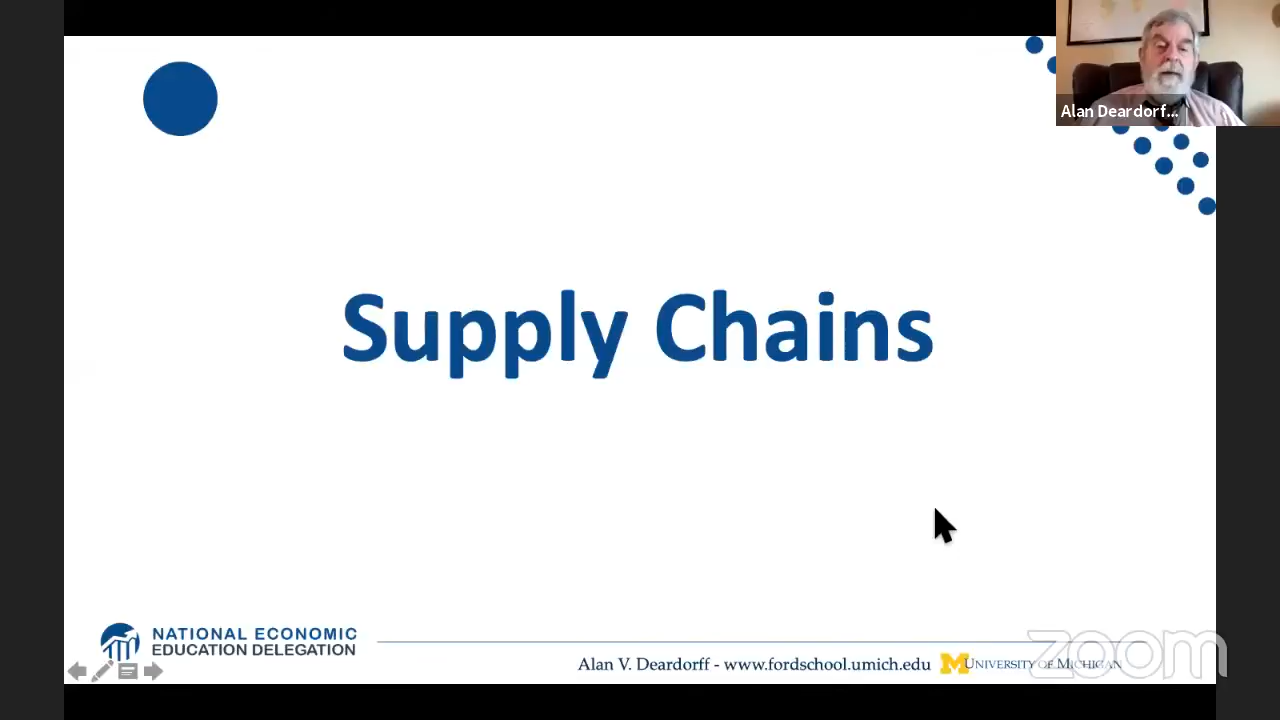 Alan Deardorf...
Supply Chains
NATIONAL ECONOMIC
EDUCATION DELEGATION
Alan V. Deardorff - www.fordschool.umich.edu
M UNIVERSITY OF MICHIGAN
zoom